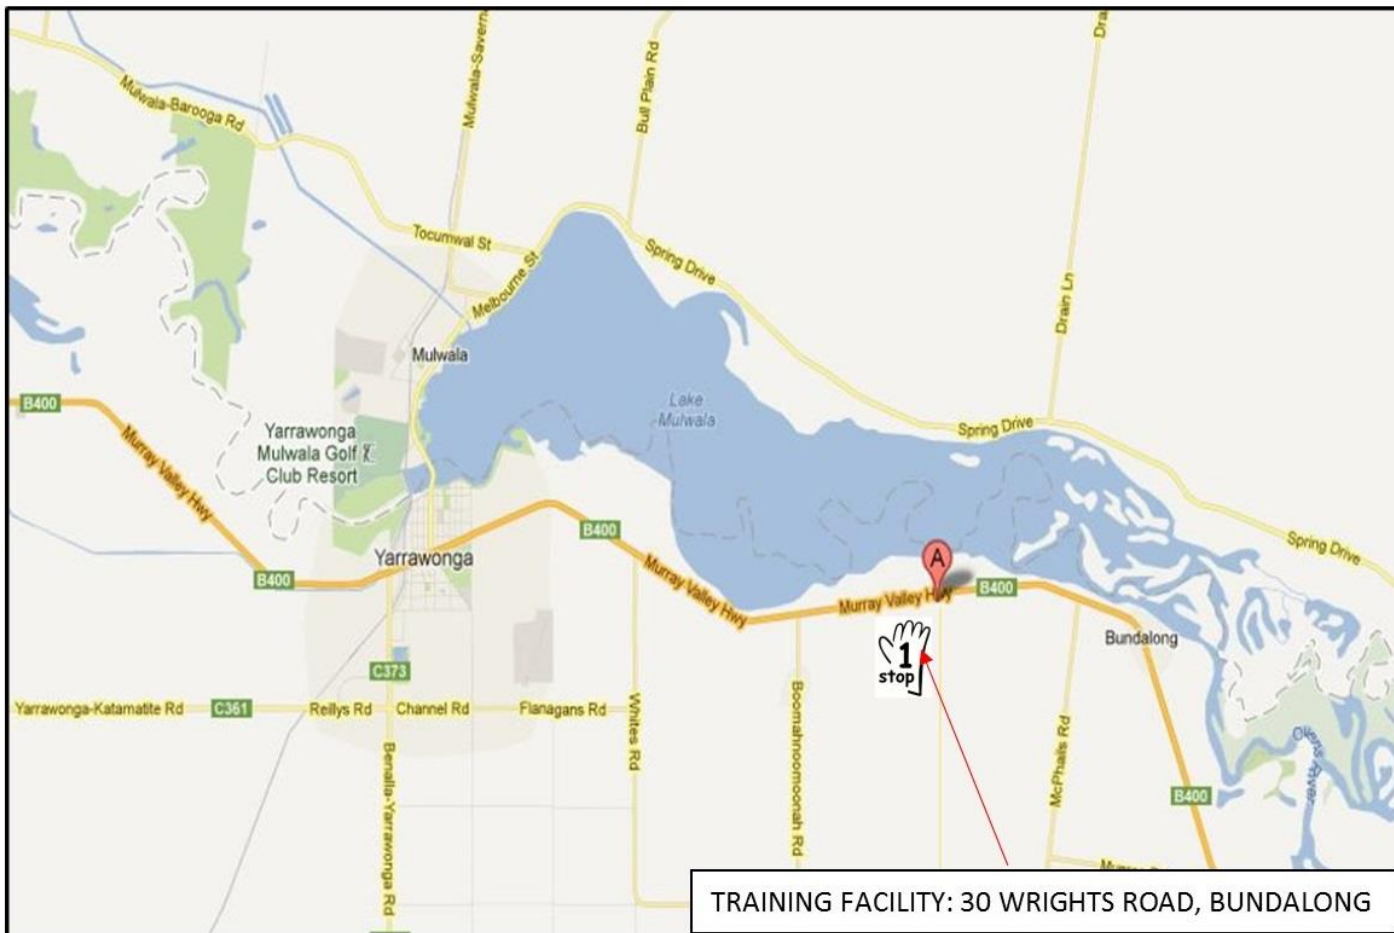 Mulwala-Barooga Rd
Mulwala-Savern
Bull Plain Rd
Dra
Tocumwal St
Melbourne St
Spring Drive
Drain Ln
Mulwala
Lake
Mulwala
B400
Spring Drive
Yarrawonga
Mulwala Golf
Club Resort
Murray Valley Hwy
B400
Spring Drive
A
Yarrawonga
B400
Murray Valley Hwy
Murray Valley Hwy
B400
Bundalong
1
stop
C373
Yarrawonga-Katamatite Rd
C361
Reillys Rd
Channel Rd
Flanagans Rd
Whites Rd
Boomahnoomoonah Rd
McPhails Rd
Ovens River
Benalla-Yarrawonga Rd
B400
TRAINING FACILITY: 30 WRIGHTS ROAD, BUNDALONG